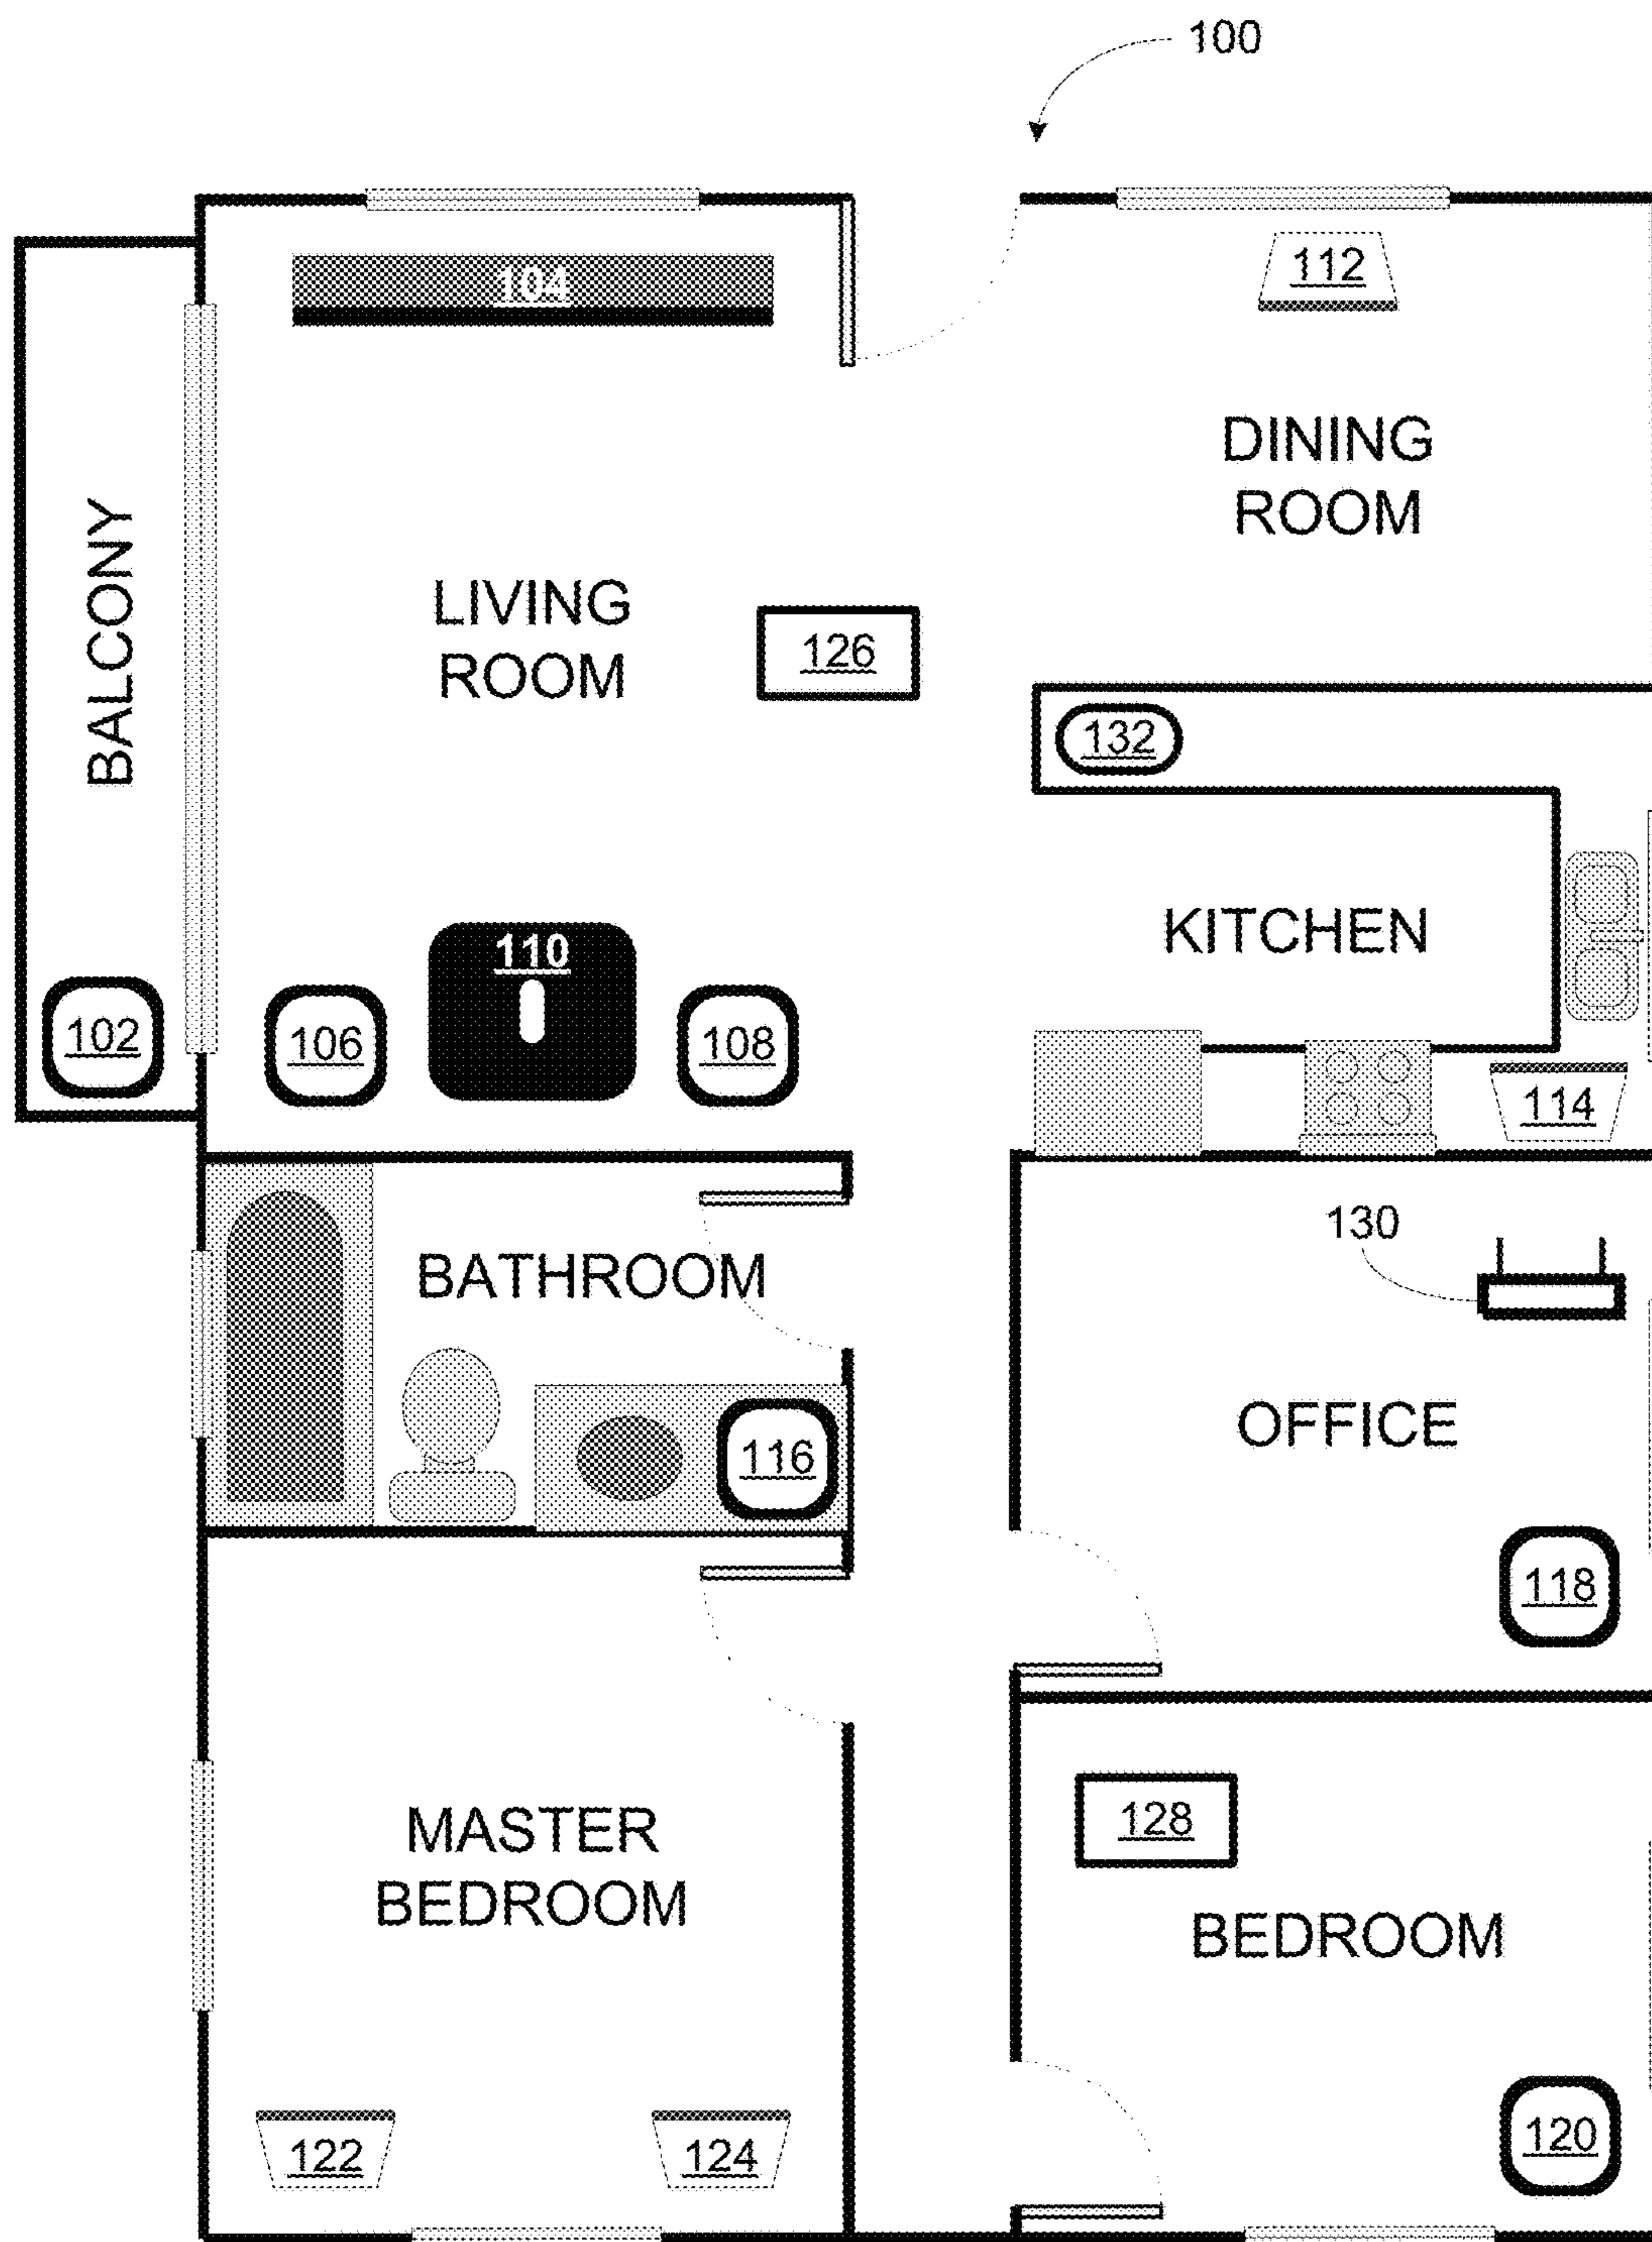 100
104
112
DINING
ROOM
BALCONY
LIVING
ROOM
126
132
110
KITCHEN
102
106
108
114
BATHROOM
130
OFFICE
116
118
MASTER
BEDROOM
128
BEDROOM
122
124
120